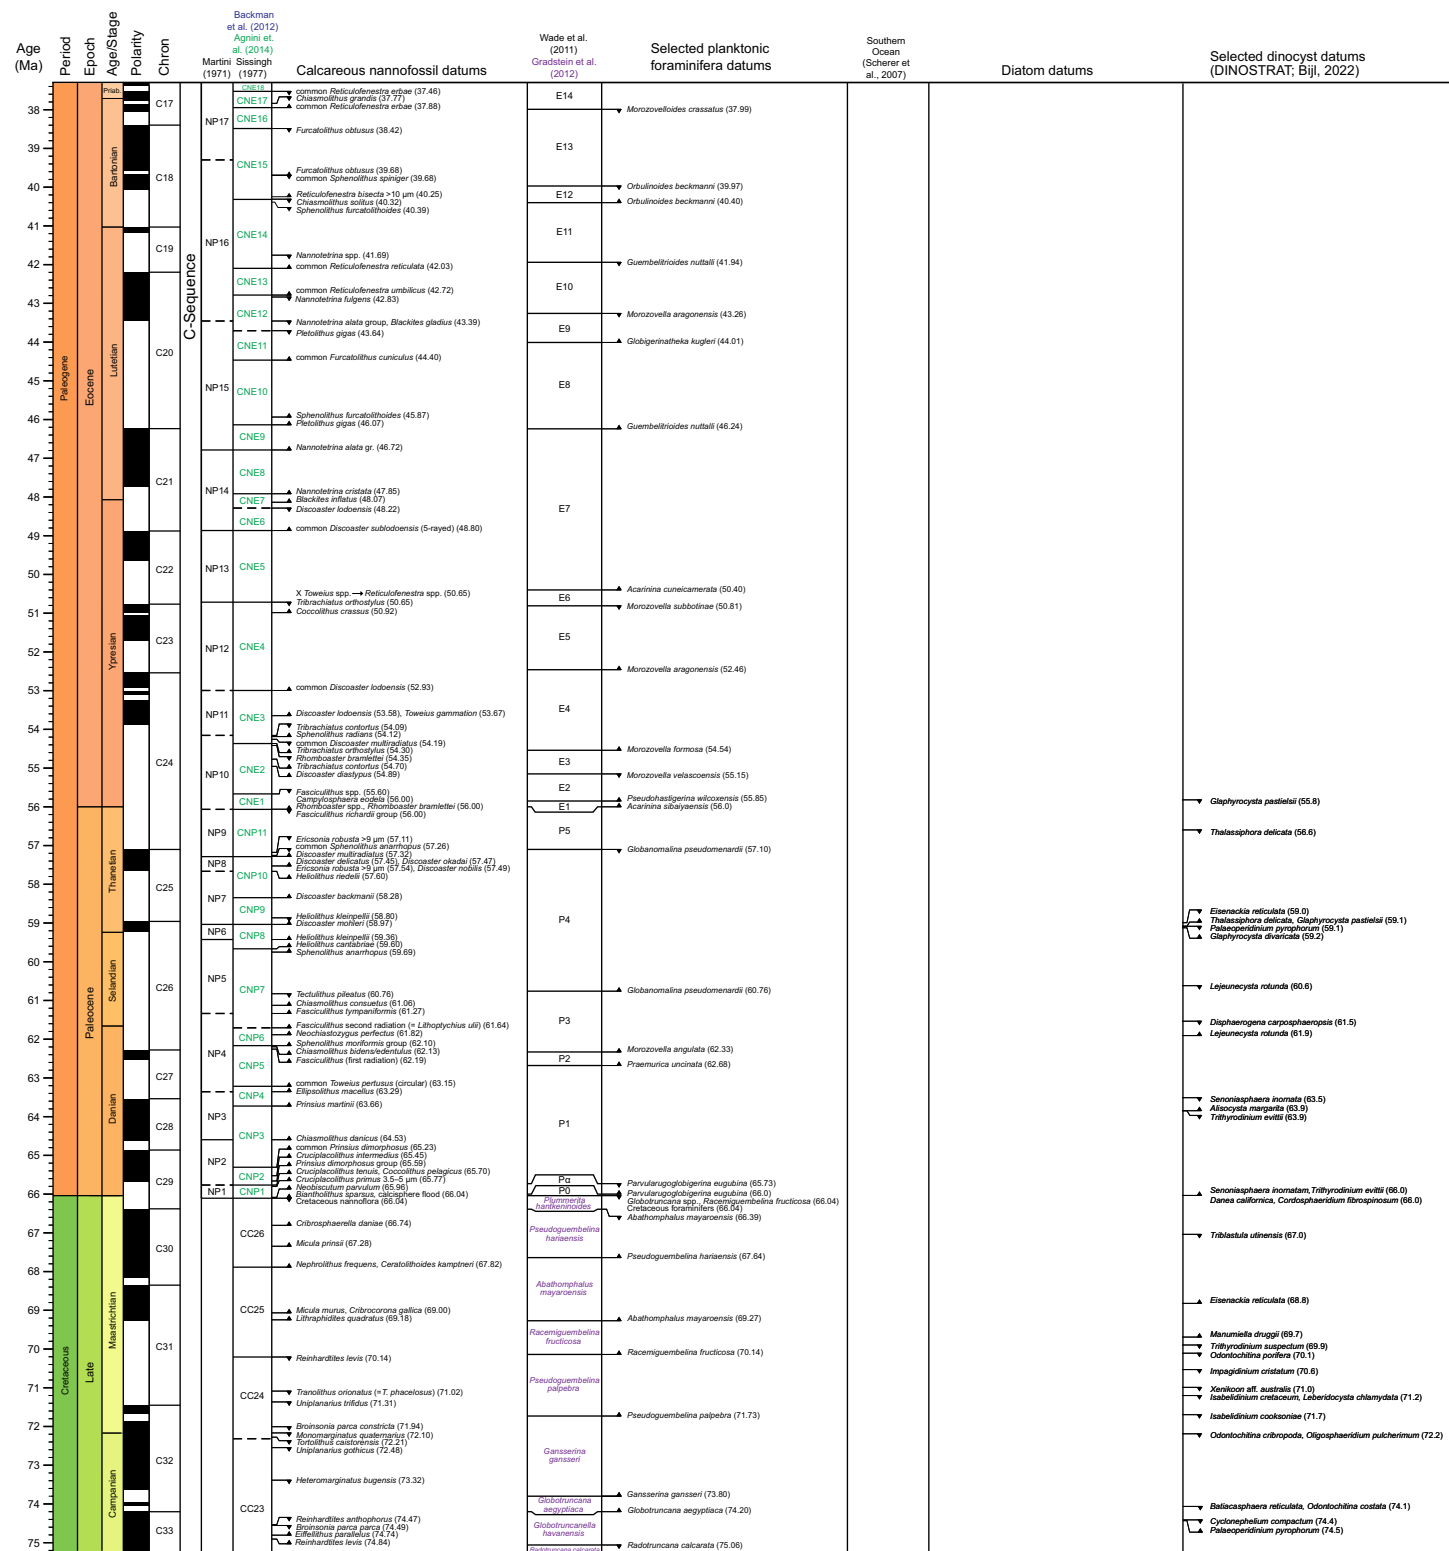 Age
(Ma)
Period
Epoch
Age/Stage
Polarity
Chron
Backman
et al. (2012)
Agnini et.
al. (2014)
Martini
(1971)
Sissingh
(1977)
Calcareous nannofossil datums
Wade et al.
(2011)
Gradstein et al.
(2012)
Selected planktonic
foraminifera datums
Southern
Ocean
(Scherer et
al., 2007)
Diatom datums
Selected dinocyst datums
(DINOSTRAT; Bijl, 2022)
38
39
40
41
42
43
44
45
46
47
48
49
50
51
52
53
54
55
56
57
58
59
60
61
62
63
64
65
66
67
68
69
70
71
72
73
74
75
Paleogene
Cretaceous
Eocene
Paleocene
Late
Priab.
Bartonian
Lutetian
Ypresian
Thanetian
Selandian
Danian
Maastrichtian
Campanian
C17
C18
C19
C20
C21
C22
C23
C24
C25
C26
C27
C28
C29
C30
C31
C32
C33
C-Sequence
NP17
NP16
NP15
NP14
NP13
NP12
NP11
NP10
NP9
NP8
NP7
NP6
NP5
NP4
NP3
NP2
NP1
CNE18
CNE17
CNE16
CNE15
CNE14
CNE13
CNE12
CNE11
CNE10
CNE9
CNE8
CNE7
CNE6
CNE5
CNE4
CNE3
CNE2
CNE1
CNP11
CNP10
CNP9
CNP8
CNP7
CNP6
CNP5
CNP4
CNP3
CNP2
CNP1
CC26
CC25
CC24
CC23
common Reticulofenestra erbae (37.46)
Chiasmolithus grandis (37.77)
common Reticulofenestra erbae (37.88)
Furcatolithus obtusus (38.42)
Furcatolithus obtusus (39.68)
common Sphenolithus spiniger (39.68)
Reticulofenestra bisecta >10 µm (40.25)
Chiasmolithus solitus (40.32)
Sphenolithus furcatolithoides (40.39)
Nannotetrina spp. (41.69)
common Reticulofenestra reticulata (42.03)
common Reticulofenestra umbilicus (42.72)
Nannotetrina fulgens (42.83)
Nannotetrina alata group, Blackites gladius (43.39)
Pletolithus gigas (43.64)
common Furcatolithus cuniculus (44.40)
Sphenolithus furcatolithoides (45.87)
Pletolithus gigas (46.07)
Nannotetrina alata gr. (46.72)
Nannotetrina cristata (47.85)
Blackites inflatus (48.07)
Discoaster lodoensis (48.22)
common Discoaster sublodoensis (5-rayed) (48.80)
X Toweius spp. → Reticulofenestra spp. (50.65)
Tribrachiatus orthostylus (50.65)
Coccolithus crassus (50.92)
common Discoaster lodoensis (52.93)
Discoaster lodoensis (53.58), Toweius gammation (53.67)
Tribrachiatus contortus (54.09)
Sphenolithus radians (54.12)
common Discoaster multiradiatus (54.19)
Tribrachiatus orthostylus (54.30)
Rhomboaster bramlettei (54.35)
Tribrachiatus contortus (54.70)
Discoaster diastypus (54.89)
Fasciculithus spp. (55.60)
Campylosphaera eodela (56.00)
Rhomboaster spp., Rhomboaster bramlettei (56.00)
Fasciculithus richardii group (56.00)
Ericsonia robusta >9 µm (57.11)
common Sphenolithus anarrhopus (57.26)
Discoaster multiradiatus (57.32)
Discoaster delicatus (57.45), Discoaster okadai (57.47)
Ericsonia robusta >9 µm (57.54), Discoaster nobilis (57.49)
Heliolithus riedelii (57.60)
Discoaster backmanii (58.28)
Heliolithus kleinpellii (58.80)
Discoaster mohleri (58.97)
Heliolithus kleinpellii (59.36)
Heliolithus cantabriae (59.60)
Sphenolithus anarrhopus (59.69)
Tectulithus pileatus (60.76)
Chiasmolithus consuetus (61.06)
Fasciculithus tympaniformis (61.27)
Fasciculithus second radiation (= Lithoptychius ulii) (61.64)
Neochiastozygus perfectus (61.82)
Sphenolithus moriformis group (62.10)
Chiasmolithus bidens/edentulus (62.13)
Fasciculithus (first radiation) (62.19)
common Toweius pertusus (circular) (63.15)
Ellipsolithus macellus (63.29)
Prinsius martinii (63.66)
Chiasmolithus danicus (64.53)
common Prinsius dimorphosus (65.23)
Cruciplacolithus intermedius (65.45)
Prinsius dimorphosus group (65.59)
Cruciplacolithus tenuis, Coccolithus pelagicus (65.70)
Cruciplacolithus primus 3.5–5 µm (65.77)
Neobiscutum parvulum (65.96)
Biantholithus sparsus, calcisphere flood (66.04)
Cretaceous nannoflora (66.04)
Cribrosphaerella daniae (66.74)
Micula prinsii (67.28)
Nephrolithus frequens, Ceratolithoides kamptneri (67.82)
Micula murus, Cribrocorona gallica (69.00)
Lithraphidites quadratus (69.18)
Reinhardtites levis (70.14)
Tranolithus orionatus (=T. phacelosus) (71.02)
Uniplanarius trifidus (71.31)
Broinsonia parca constricta (71.94)
Monomarginatus quaternarius (72.10)
Tortolithus caistorensis (72.21)
Uniplanarius gothicus (72.48)
Heteromarginatus bugensis (73.32)
Reinhardtites anthophorus (74.47)
Broinsonia parca parca (74.49)
Eiffellithus parallelus (74.74)
Reinhardtites levis (74.84)
E14
E13
E12
E11
E10
E9
E8
E7
E6
E5
E4
E3
E2
E1
P5
P4
P3
P2
P1
Pα
P0
Plummerita
hantkeninoides
Pseudoguembelina
hariaensis
Abathomphalus
mayaroensis
Racemiguembelina
fructicosa
Pseudoguembelina
palpebra
Gansserina
gansseri
Globotruncana
aegyptiaca
Globotruncanella
havanensis
Radotruncana calcarata
Morozovelloides crassatus (37.99)
Orbulinoides beckmanni (39.97)
Orbulinoides beckmanni (40.40)
Guembelitrioides nuttalli (41.94)
Morozovella aragonensis (43.26)
Globigerinatheka kugleri (44.01)
Guembelitrioides nuttalli (46.24)
Acarinina cuneicamerata (50.40)
Morozovella subbotinae (50.81)
Morozovella aragonensis (52.46)
Morozovella formosa (54.54)
Morozovella velascoensis (55.15)
Pseudohastigerina wilcoxensis (55.85)
Acarinina sibaiyaensis (56.0)
Globanomalina pseudomenardii (57.10)
Globanomalina pseudomenardii (60.76)
Morozovella angulata (62.33)
Praemurica uncinata (62.68)
Parvularugoglobigerina eugubina (65.73)
Parvularugoglobigerina eugubina (66.0)
Globotruncana spp., Racemiguembelina fructicosa (66.04)
Cretaceous foraminifers (66.04)
Abathomphalus mayaroensis (66.39)
Pseudoguembelina hariaensis (67.64)
Abathomphalus mayaroensis (69.27)
Racemiguembelina fructicosa (70.14)
Pseudoguembelina palpebra (71.73)
Gansserina gansseri (73.80)
Globotruncana aegyptiaca (74.20)
Radotruncana calcarata (75.06)
Glaphyrocysta pastielsii (55.8)
Thalassiphora delicata (56.6)
Eisenackia reticulata (59.0)
Thalassiphora delicata, Glaphyrocysta pastielsii (59.1)
Palaeoperidinium pyrophorum (59.1)
Glaphyrocysta divaricata (59.2)
Lejeunecysta rotunda (60.6)
Disphaerogena carposphaeropsis (61.5)
Lejeunecysta rotunda (61.9)
Senoniasphaera inornata (63.5)
Alisocysta margarita (63.9)
Trithyrodinium evittii (63.9)
Senoniasphaera inornatam,Trithyrodinium evittii (66.0)
Danea californica, Cordosphaeridium fibrospinosum (66.0)
Triblastula utinensis (67.0)
Eisenackia reticulata (68.8)
Manumiella druggii (69.7)
Trithyrodinium suspectum (69.9)
Odontochitina porifera (70.1)
Impagidinium cristatum (70.6)
Xenikoon aff. australis (71.0)
Isabelidinium cretaceum, Leberidocysta chlamydata (71.2)
Isabelidinium cooksoniae (71.7)
Odontochitina cribropoda, Oligosphaeridium pulcherimum (72.2)
Batiacasphaera reticulata, Odontochitina costata (74.1)
Cyclonephelium compactum (74.4)
Palaeoperidinium pyrophorum (74.5)